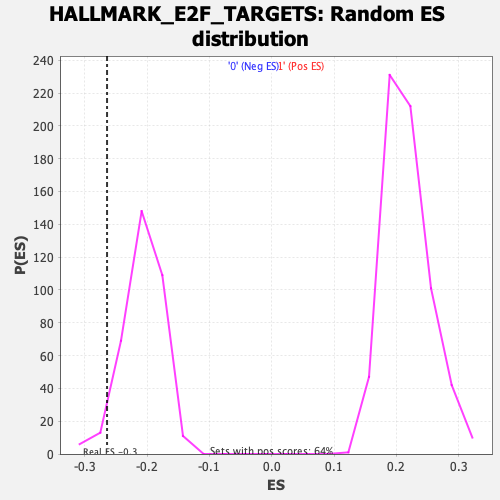 HALLMARK_E2F_TARGETS: Random ES
distribution
'0' (Neg ES)
1' (Pos ES)
240
220
200
180
160
140
120
100
80
60
40
20
0
P(ES)
Real ES -0.3
Sets with pos scores: 64%
-0.3 -0.2 -0.1 0.0 0.1 0.2 0.3
ES